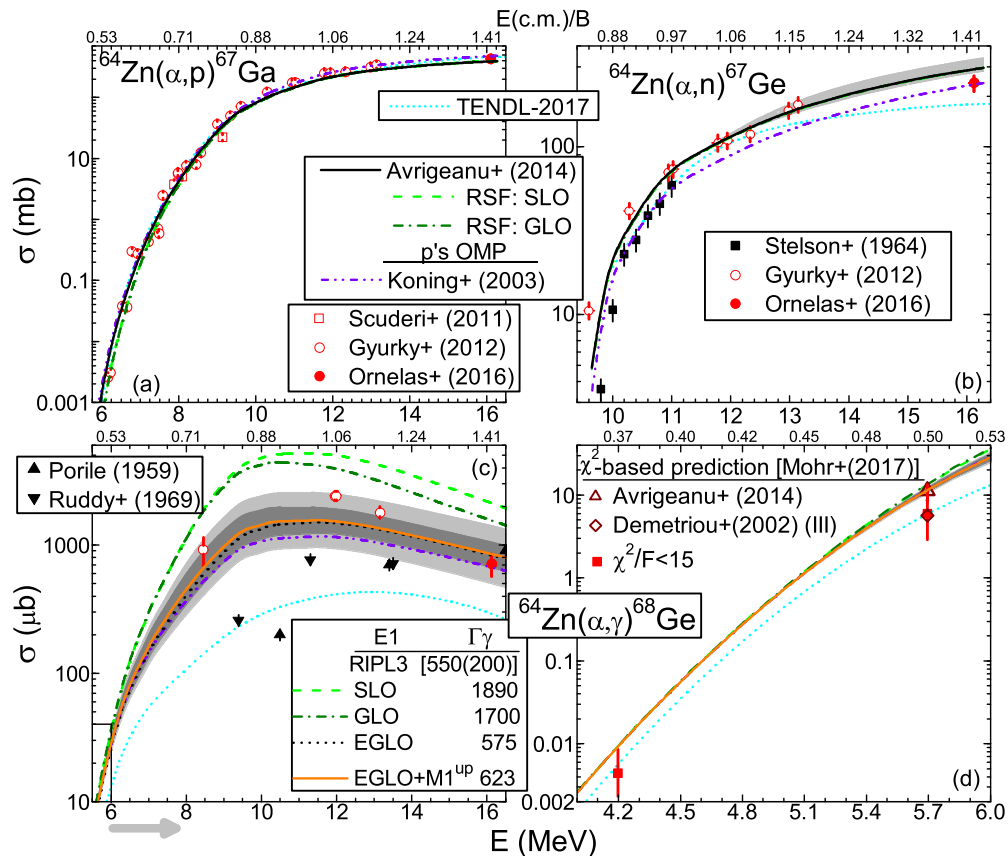 E(c.m.)/B
0.53 0.71 0.88 1.06 1.24 1.41
0.88 0.97 1.06 1.15 1.32 1.41
⁶⁴Zn(α,p)⁶⁷Ga
⁶⁴Zn(α,n)⁶⁷Ge
TENDL-2017
Avrigeanu+ (2014)
RSF: SLO
RSF: GLO
p's OMP
Koning+ (2003)
Scuderi+ (2011)
Gyurky+ (2012)
Ornelas+ (2016)
Stelson+ (1964)
Gyurky+ (2012)
Ornelas+ (2016)
σ (mb)
10
0.1
0.001
100
10
(a)
(b)
6 8 10 12 14 16
10 11 12 13 14 16
0.53 0.71 0.88 1.06 1.24 1.41
0.37 0.40 0.42 0.45 0.48 0.50 0.53
Porile (1959)
Ruddy+ (1969)
(c)
χ²-based prediction [Mohr+(2017)]
Avrigeanu+ (2014)
Demetriou+(2002) (III)
χ²/F<15
⁶⁴Zn(α,γ)⁶⁸Ge
E1 Γγ
RIPL3 [550(200)]
SLO 1890
GLO 1700
EGLO 575
EGLO+M1ᵘᵖ 623
σ (μb)
1000
100
10
10
1
0.1
0.01
0.002
(d)
6 8 10 12 14 16
4.2 4.5 4.8 5.1 5.4 5.7 6.0
E (MeV)